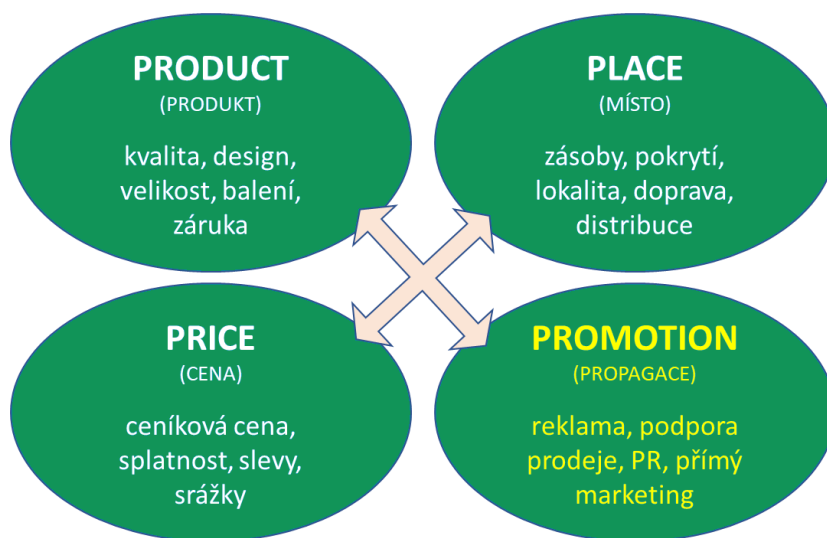 PRODUCT
(PRODUKT)
kvalita, design,
velikost, balení,
záruka
PLACE
(MÍSTO)
zásoby, pokrytí,
lokalita, doprava,
distribuce
PRICE
(CENA)
ceníková cena,
splatnost, slevy,
srážky
PROMOTION
(PROPAGACE)
reklama, podpora
prodeje, PR, přímý
marketing